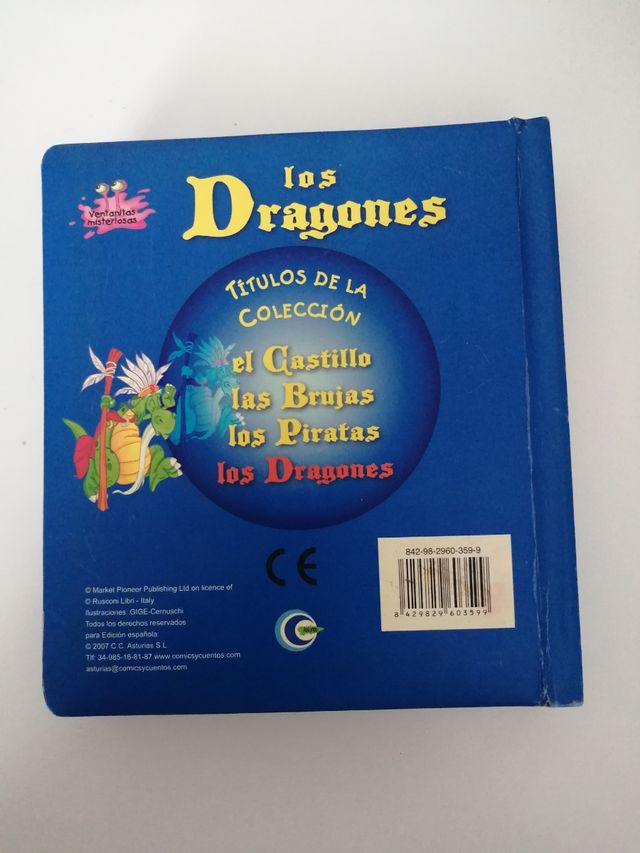 Ventanitas
misteriosas
los
Dragones
TÍTULOS DE LA
COLECCIÓN
el Castillo
las Brujas
los Piratas
los Dragones
CE
842-98-2960-359-9
8 429829 603599
© Market Pioneer Publishing Ltd on licence of
© Rusconi Libri - Italy
Ilustraciones: GIGE-Cernuschi
Todos los derechos reservados
para Edición española:
© 2007 C.C. Asturias S.L
Tlf: 34-985-16-81-87 www.comicsycuentos.com
asturias@comicsycuentos.com